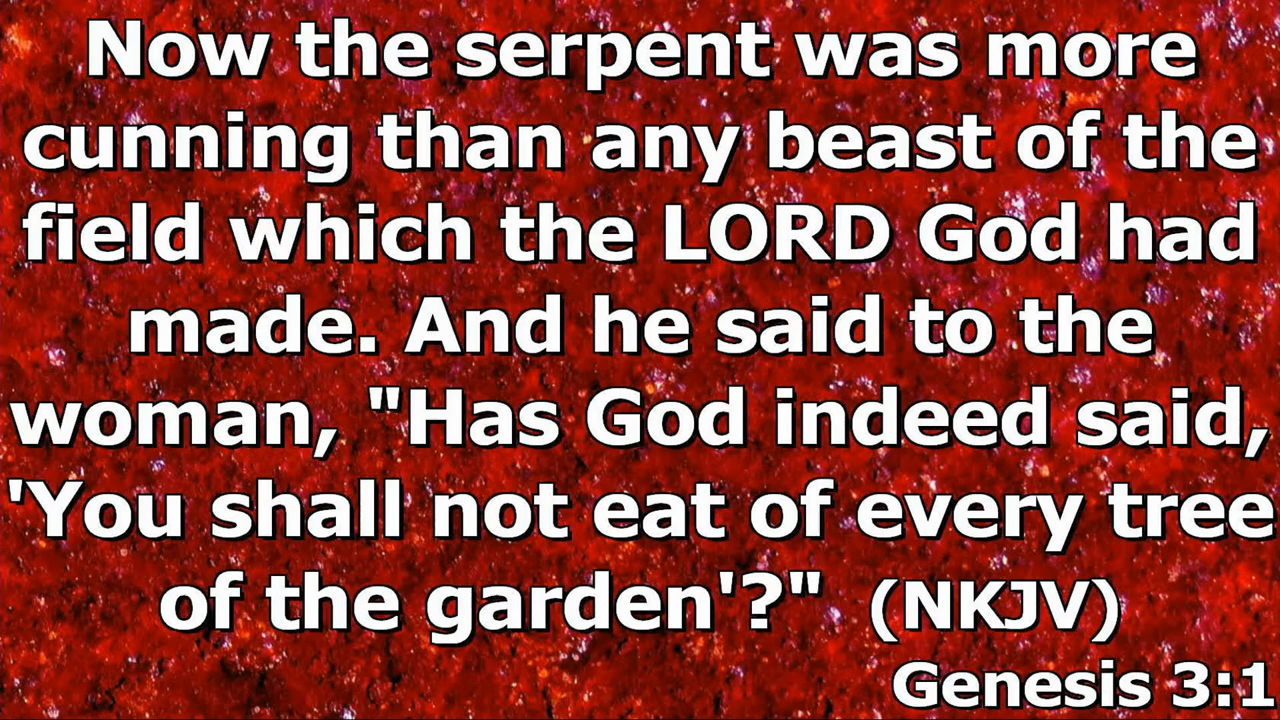 Now the serpent was more
cunning than any beast of the
field which the LORD God had
made. And he said to the
woman, "Has God indeed said,
'You shall not eat of every tree
of the garden'?" (NKJV)
Genesis 3:1